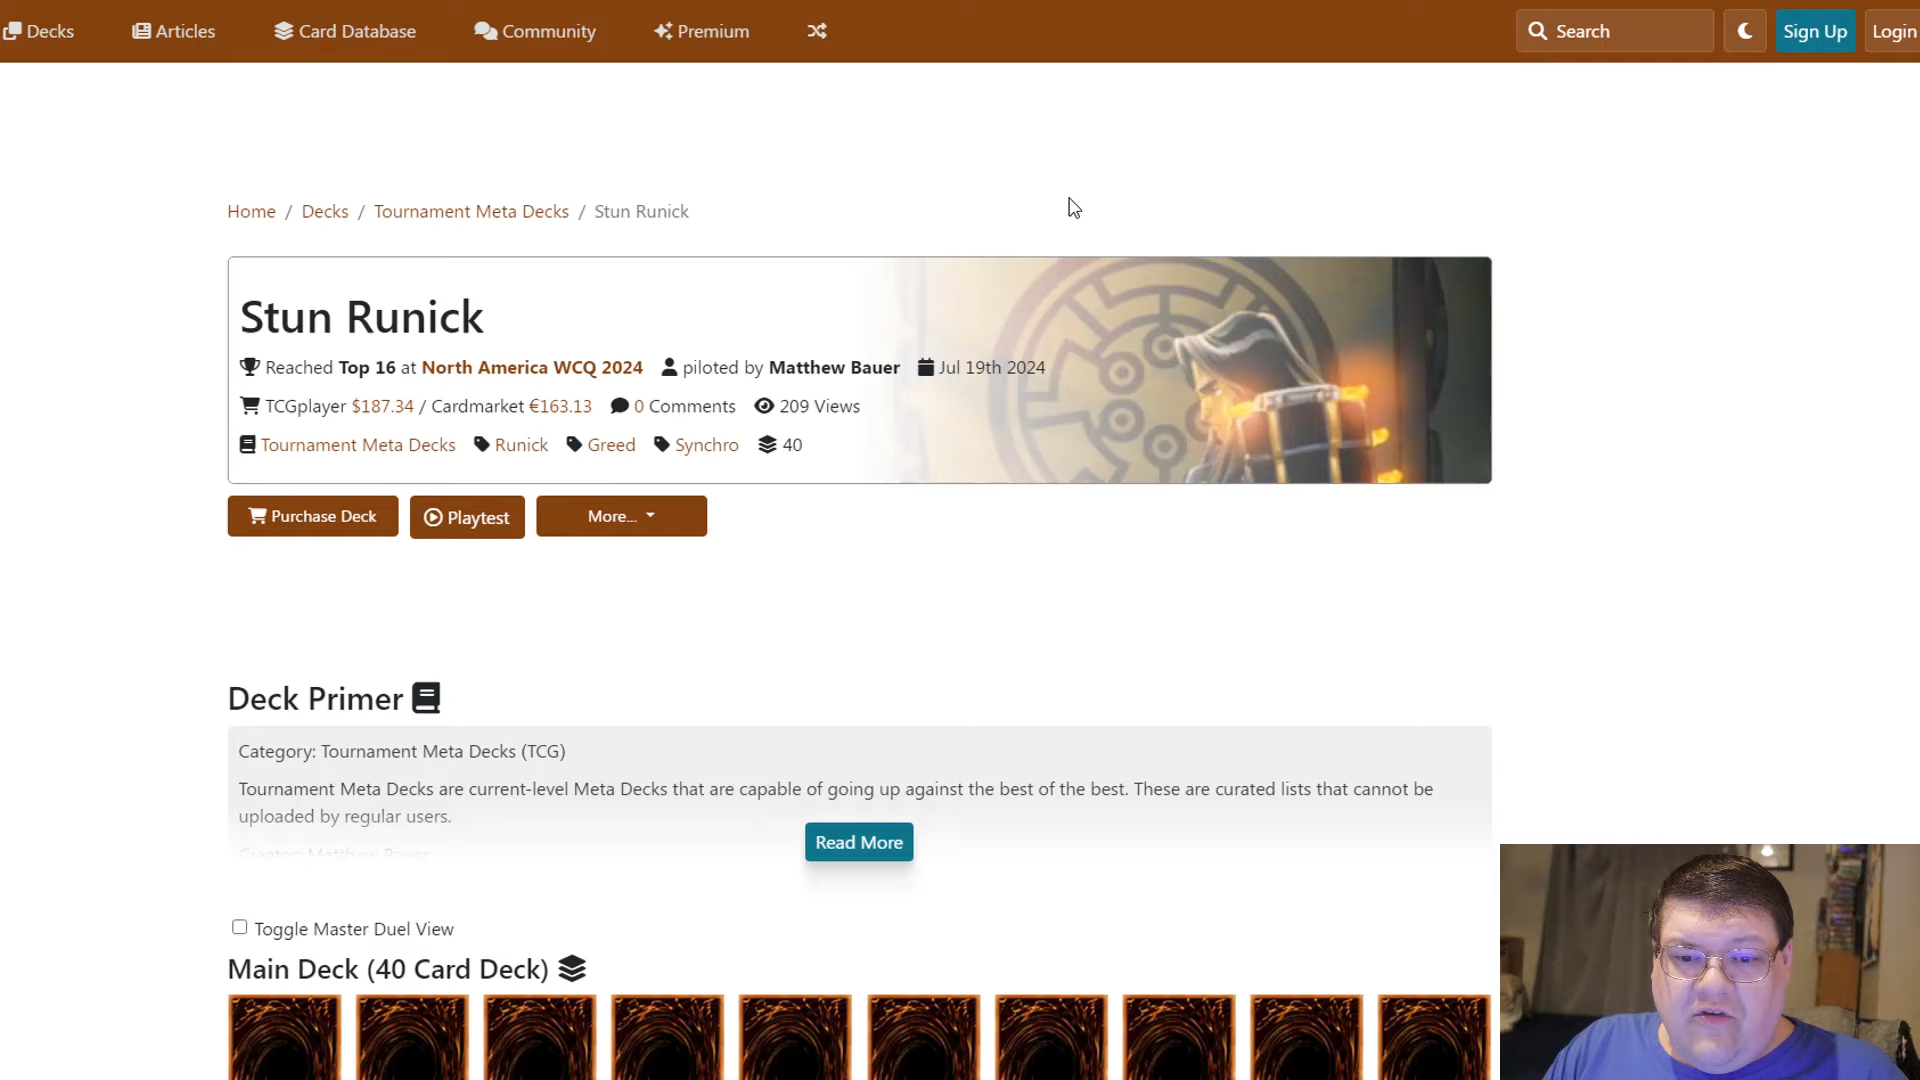 Decks Articles Card Database Community Premium Search Sign Up Login
Home / Decks / Tournament Meta Decks / Stun Runick
Stun Runick
Reached Top 16 at North America WCQ 2024 piloted by Matthew Bauer Jul 19th 2024
TCGplayer $187.34 / Cardmarket €163.13 0 Comments 209 Views
Tournament Meta Decks Runick Greed Synchro 40
Purchase Deck Playtest More...
Deck Primer
Category: Tournament Meta Decks (TCG)
Tournament Meta Decks are current-level Meta Decks that are capable of going up against the best of the best. These are curated lists that cannot be
uploaded by regular users.
Creator: Matthew Bauer
Read More
Toggle Master Duel View
Main Deck (40 Card Deck)